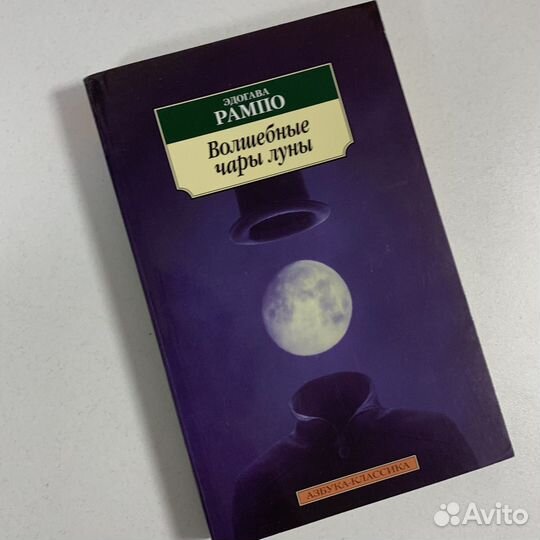 ЭДОГАВА
РАМПО
Волшебные
чары луны
АЗБУКА-КЛАССИКА
Avito